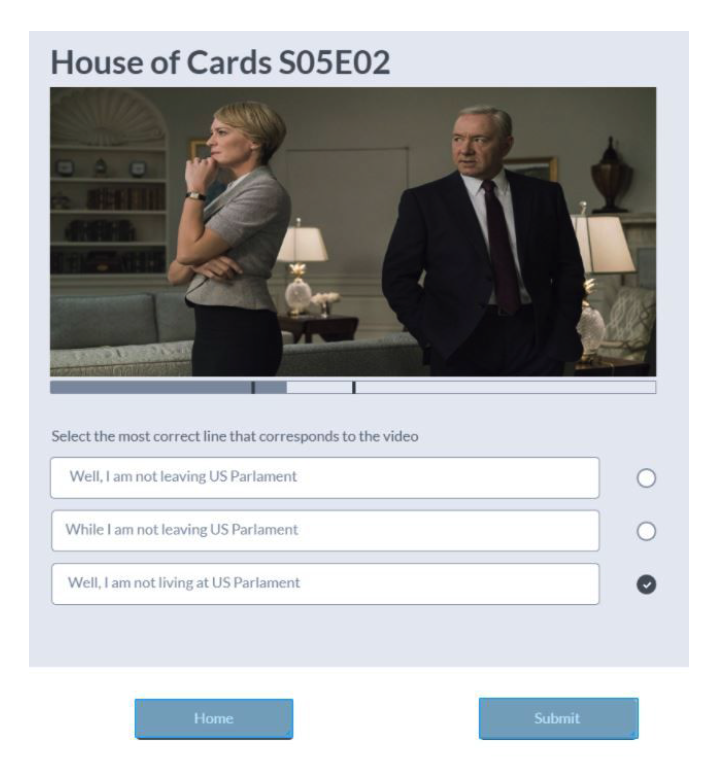 House of Cards S05E02
Select the most correct line that corresponds to the video
Well, I am not leaving US Parlament
While I am not leaving US Parlament
Well, I am not living at US Parlament
Home
Submit